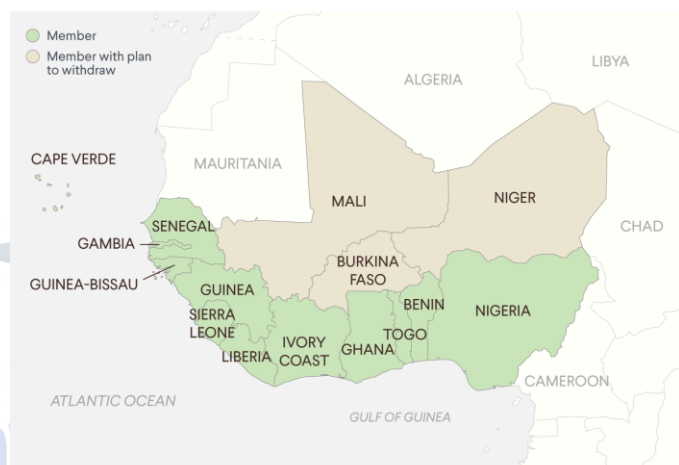 Member
Member with plan
to withdraw
LIBYA
ALGERIA
CAPE VERDE
MAURITANIA
MALI
NIGER
SENEGAL
CHAD
GAMBIA
BURKINA
FASO
GUINEA-BISSAU
GUINEA
BENIN
NIGERIA
SIERRA
LEONE
TOGO
IVORY
COAST
GHANA
LIBERIA
CAMEROON
ATLANTIC OCEAN
GULF OF GUINEA